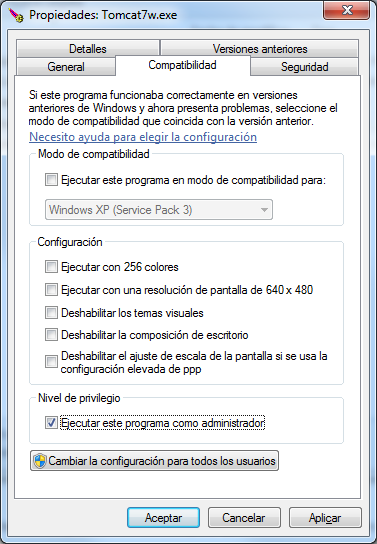 Propiedades: Tomcat7w.exe
Detalles
Versiones anteriores
General
Compatibilidad
Seguridad
Si este programa funcionaba correctamente en versiones
anteriores de Windows y ahora presenta problemas, seleccione el
modo de compatibilidad que coincida con la versión anterior.
Necesito ayuda para elegir la configuración
Modo de compatibilidad
Ejecutar este programa en modo de compatibilidad para:
Windows XP (Service Pack 3)
Configuración
Ejecutar con 256 colores
Ejecutar con una resolución de pantalla de 640 x 480
Deshabilitar los temas visuales
Deshabilitar la composición de escritorio
Deshabilitar el ajuste de escala de la pantalla si se usa la
configuración elevada de ppp
Nivel de privilegio
Ejecutar este programa como administrador
Cambiar la configuración para todos los usuarios
Aceptar
Cancelar
Aplicar